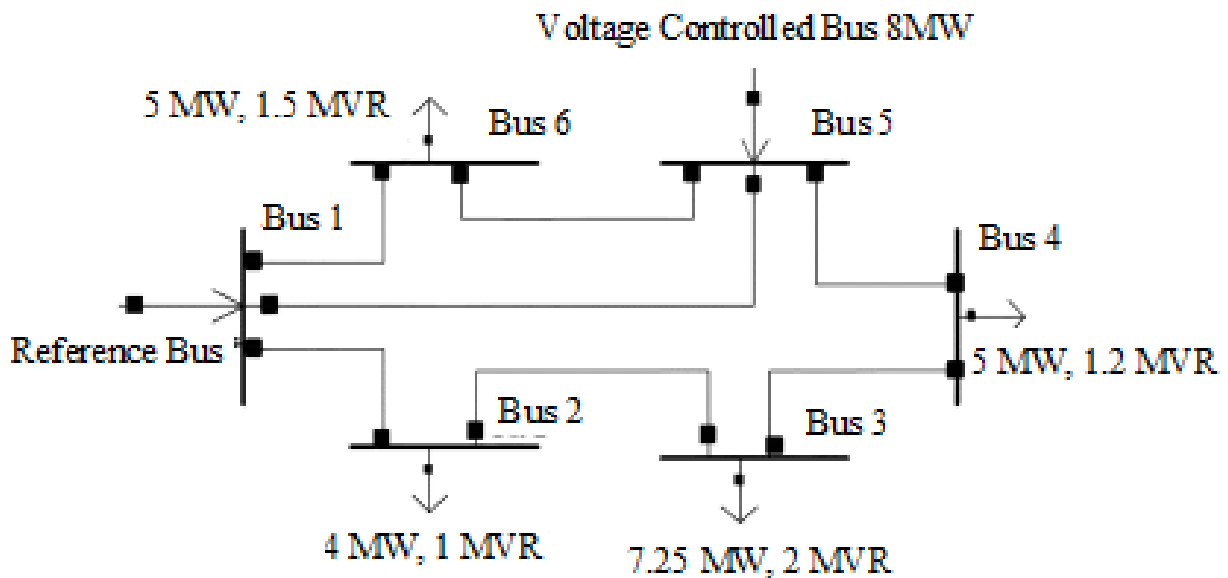 Voltage Controlled Bus 8MW
5 MW, 1.5 MVR
Bus 6
Bus 5
Bus 1
Bus 4
Reference Bus
5 MW, 1.2 MVR
Bus 2
Bus 3
4 MW, 1 MVR
7.25 MW, 2 MVR